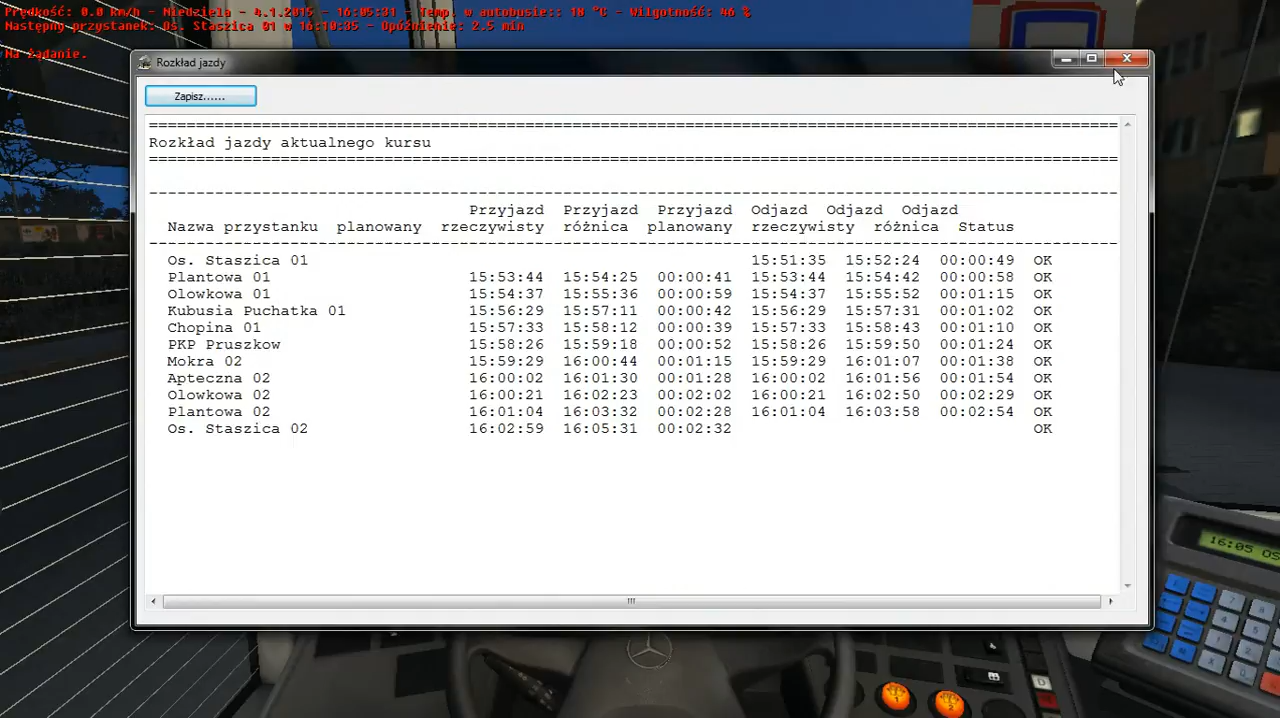 Prędkość: 0.0 km/h - Niedziela - 4.1.2015 - 16:05:31 - Temp. w autobusie:: 18 °C - Wilgotność: 46 %
Następny przystanek: Os. Staszica 01 w 16:10:35 - Opóźnienie: 2.5 min
Na żądanie.
Rozkład jazdy
Zapisz......
==========
Rozkład jazdy aktualnego kursu
==========
----------
Przyjazd Przyjazd Przyjazd Odjazd Odjazd Odjazd
Nazwa przystanku planowany rzeczywisty różnica planowany rzeczywisty różnica Status
----------
Os. Staszica 01 15:51:35 15:52:24 00:00:49 OK
Plantowa 01 15:53:44 15:54:25 00:00:41 15:53:44 15:54:42 00:00:58 OK
Olowkowa 01 15:54:37 15:55:36 00:00:59 15:54:37 15:55:52 00:01:15 OK
Kubusia Puchatka 01 15:56:29 15:57:11 00:00:42 15:56:29 15:57:31 00:01:02 OK
Chopina 01 15:57:33 15:58:12 00:00:39 15:57:33 15:58:43 00:01:10 OK
PKP Pruszkow 15:58:26 15:59:18 00:00:52 15:58:26 15:59:50 00:01:24 OK
Mokra 02 15:59:29 16:00:44 00:01:15 15:59:29 16:01:07 00:01:38 OK
Apteczna 02 16:00:02 16:01:30 00:01:28 16:00:02 16:01:56 00:01:54 OK
Olowkowa 02 16:00:21 16:02:23 00:02:02 16:00:21 16:02:50 00:02:29 OK
Plantowa 02 16:01:04 16:03:32 00:02:28 16:01:04 16:03:58 00:02:54 OK
Os. Staszica 02 16:02:59 16:05:31 00:02:32 OK
16:05 OS